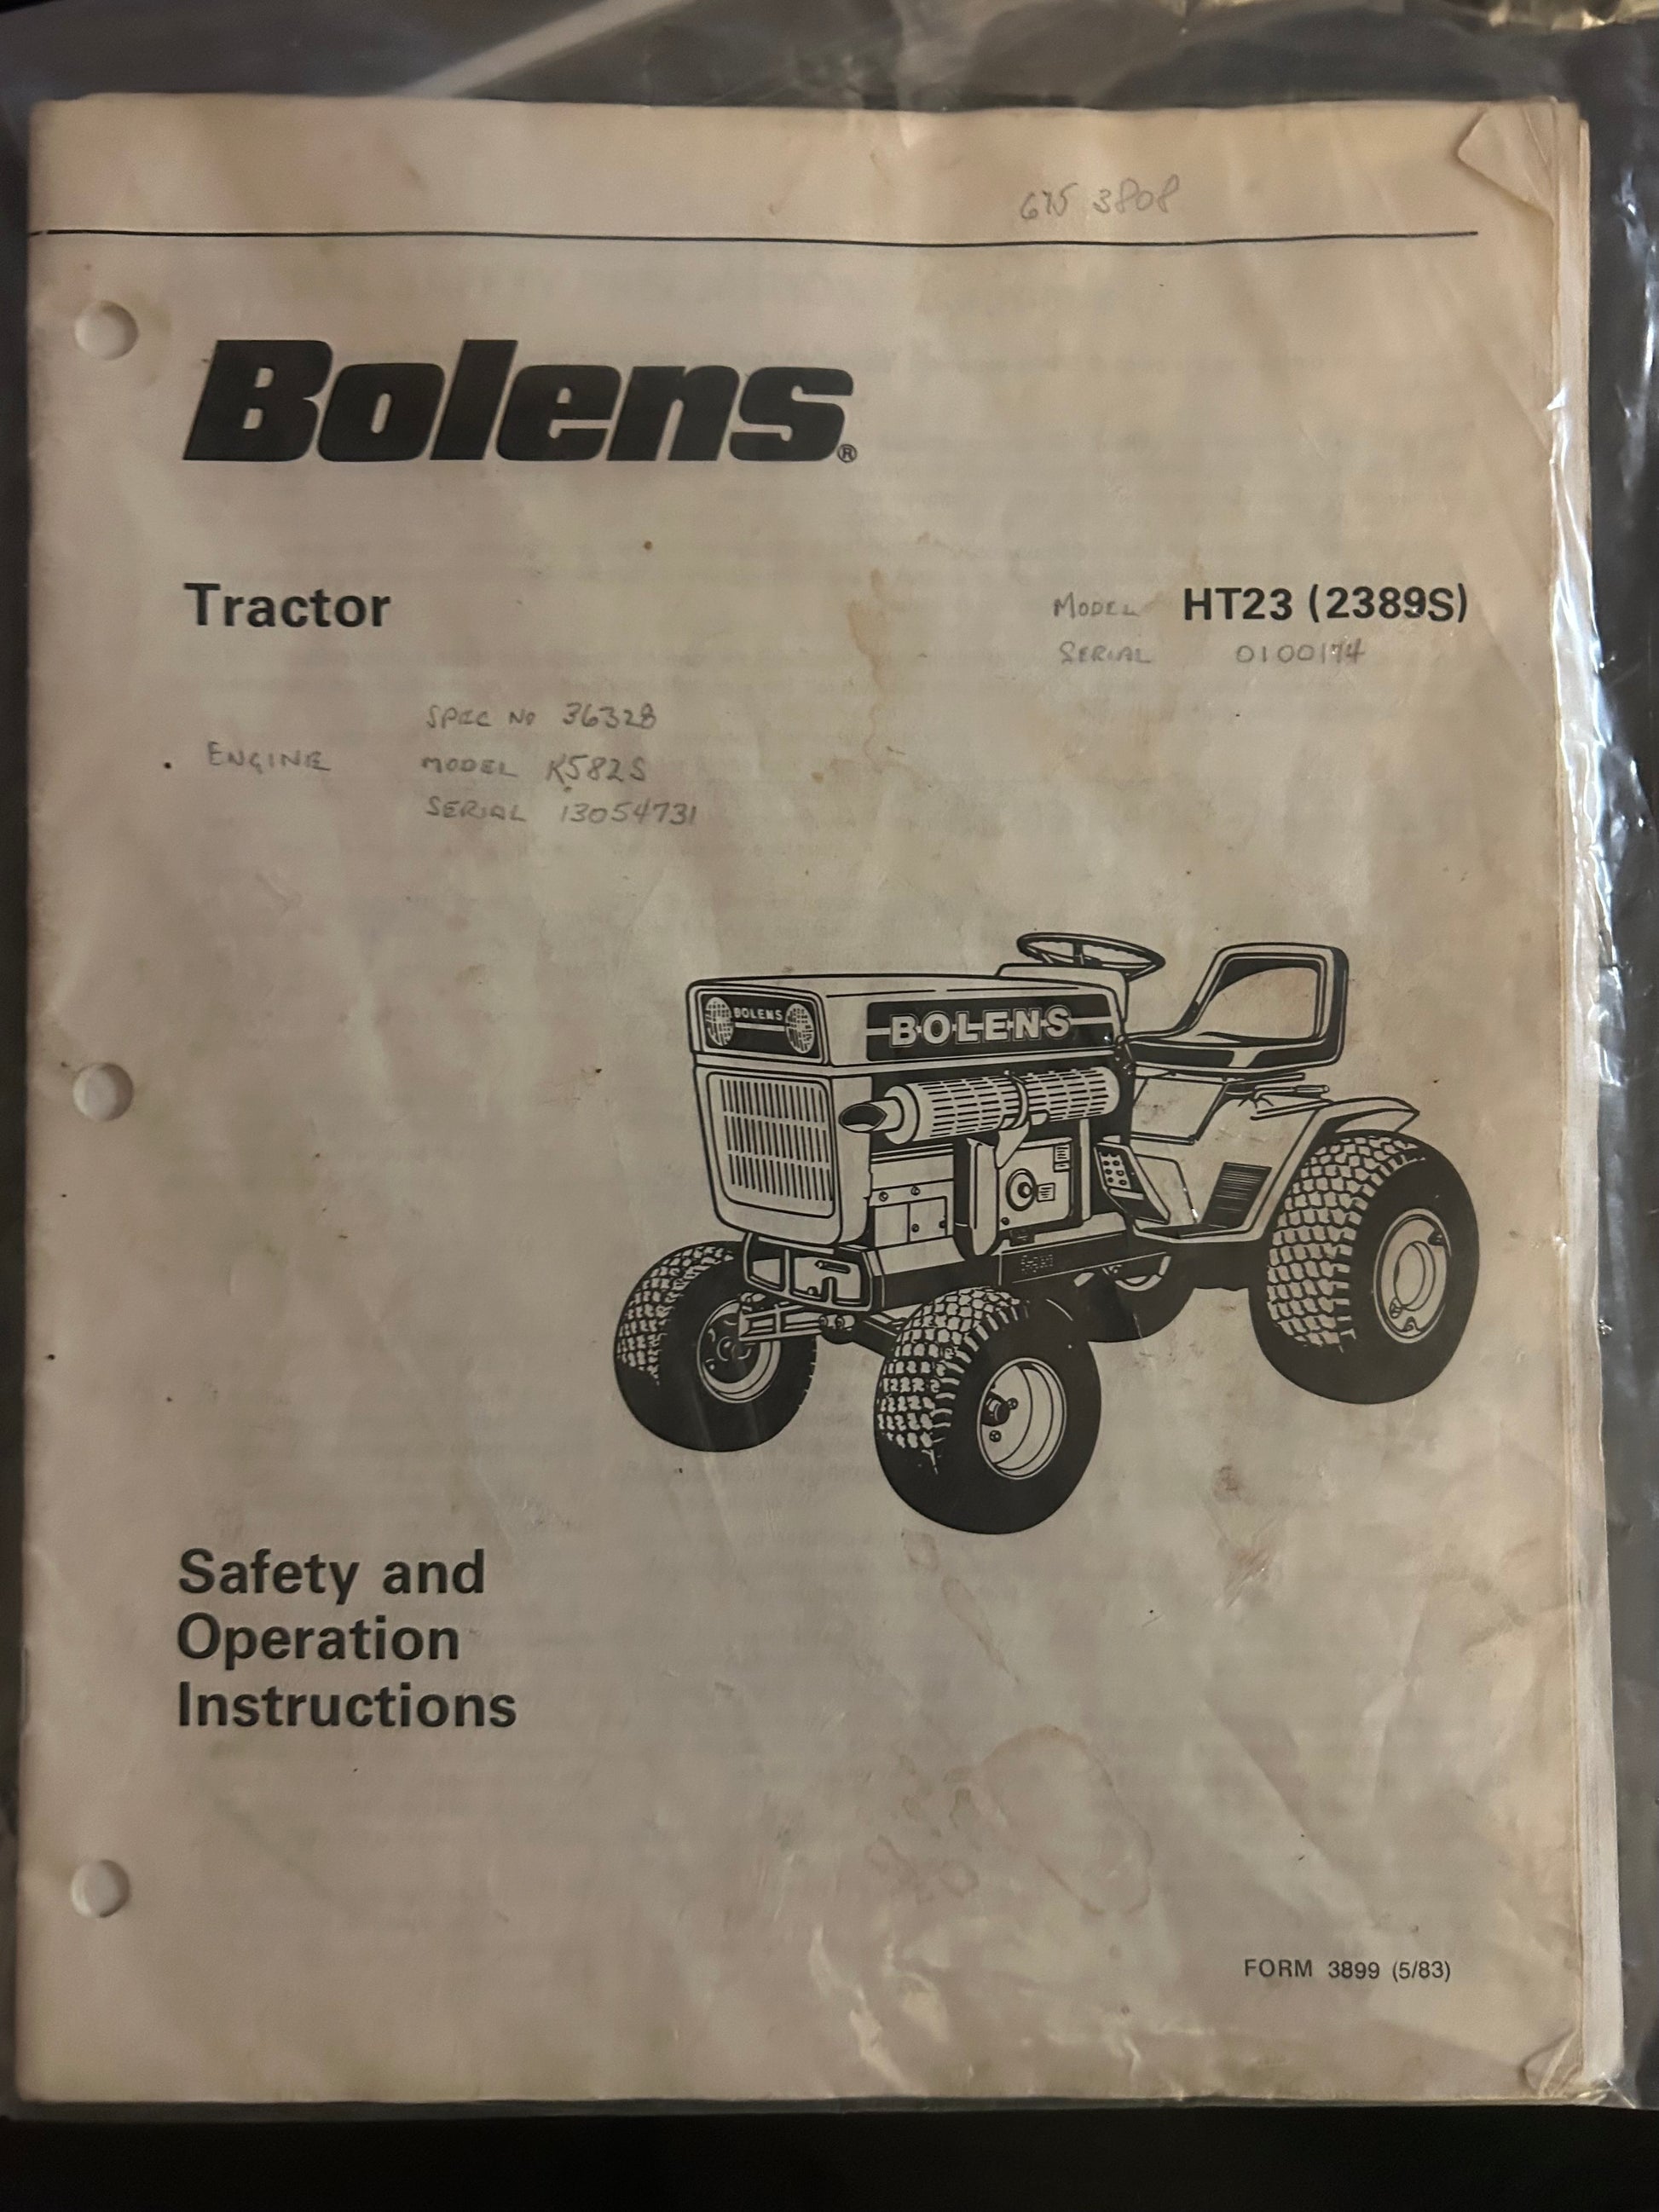 675 3808
Bolens®
Tractor
MODEL HT23 (2389S)
SERIAL 0100174
SPEC NO 36328
ENGINE MODEL K582S
SERIAL 13054731
BOLENS
BOLENS
Safety and
Operation
Instructions
FORM 3899 (5/83)